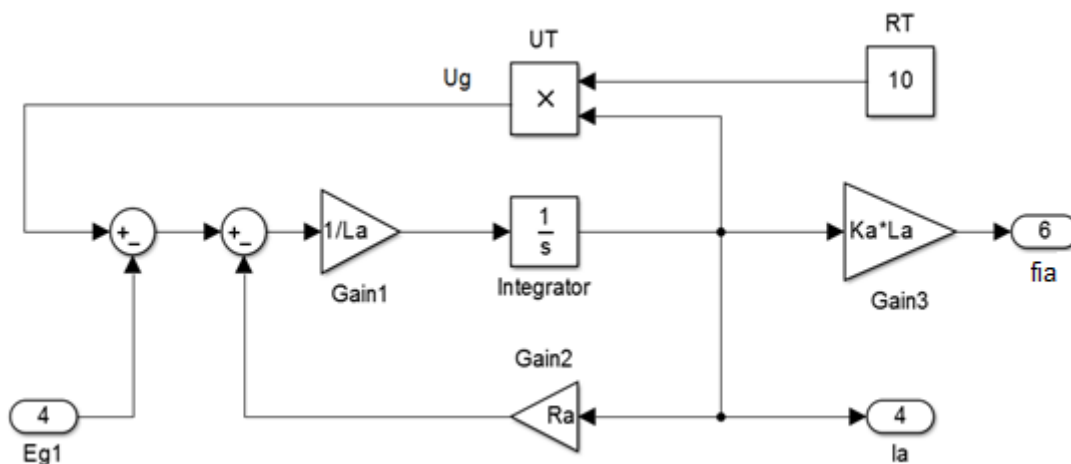 UT
RT
Ug
×
10
+
−
+
−
1/La
1
s
Ka*La
6
Gain1
Integrator
Gain3
fia
Gain2
4
Ra
4
Eg1
Ia